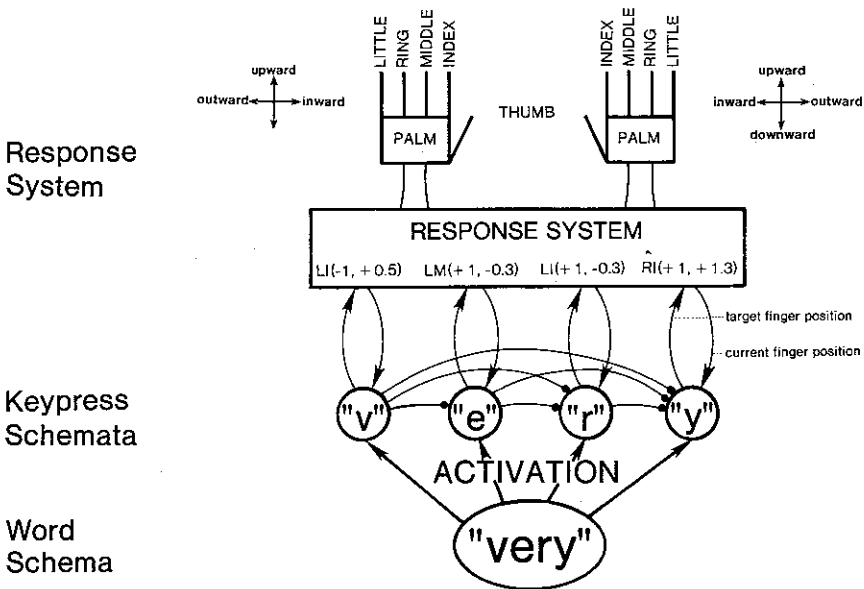 LITTLE
RING
MIDDLE
INDEX
INDEX
MIDDLE
RING
LITTLE
upward
outward
inward
upward
inward
outward
downward
THUMB
PALM
PALM
Response
System
RESPONSE SYSTEM
LI(-1, +0.5) LM(+1, -0.3) LI(+1, -0.3) RI(+1, +1.3)
target finger position
current finger position
Keypress
Schemata
"v" "e" "r" "y"
ACTIVATION
Word
Schema
"very"